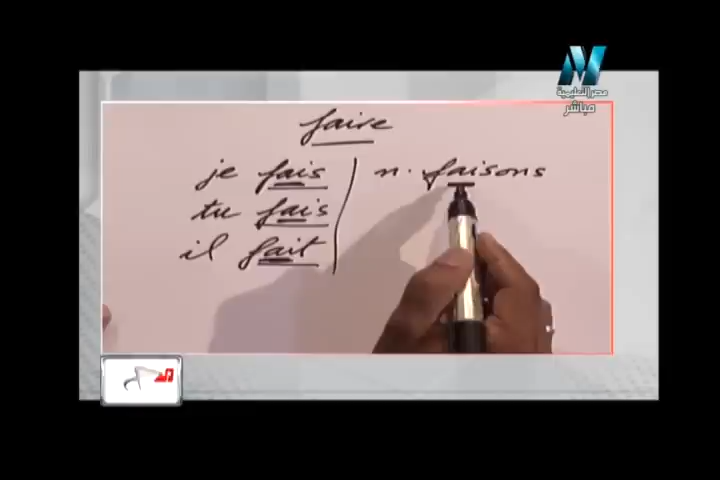 مصر التعليمية
مباشر
faire
je fais
tu fais
il fait
n. faisons